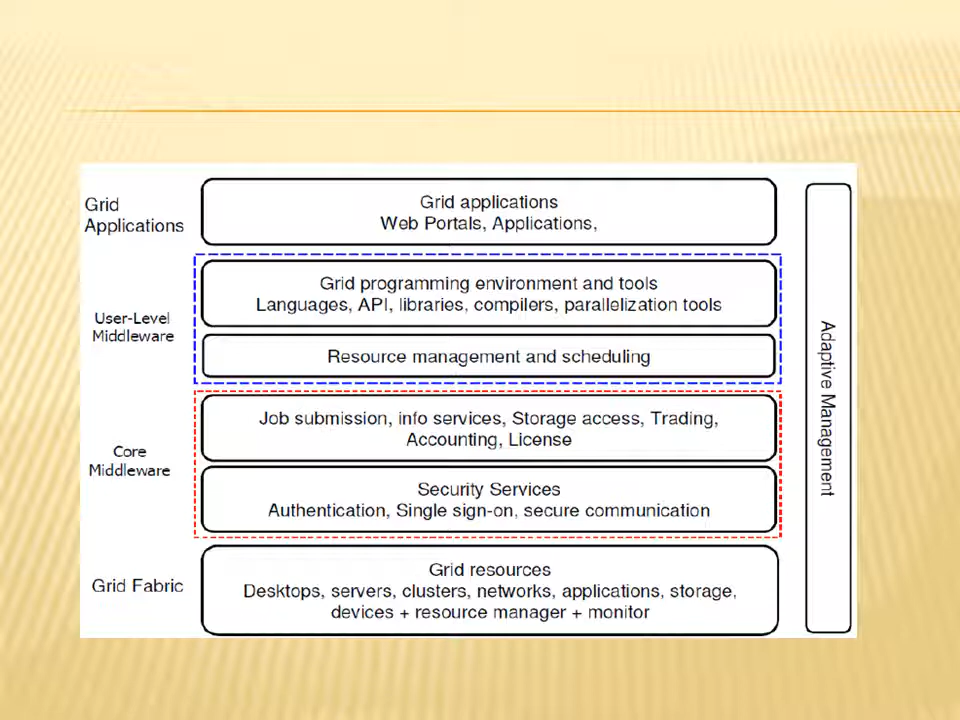 Grid
Applications
Grid applications
Web Portals, Applications,
User-Level
Middleware
Grid programming environment and tools
Languages, API, libraries, compilers, parallelization tools
Resource management and scheduling
Core
Middleware
Job submission, info services, Storage access, Trading,
Accounting, License
Security Services
Authentication, Single sign-on, secure communication
Grid Fabric
Grid resources
Desktops, servers, clusters, networks, applications, storage,
devices + resource manager + monitor
Adaptive Management